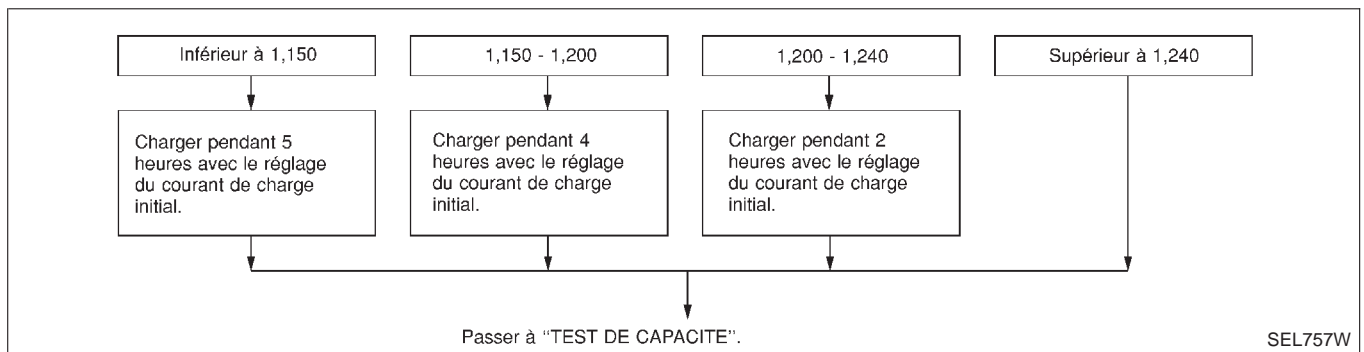 Inférieur à 1,150
1,150 - 1,200
1,200 - 1,240
Supérieur à 1,240
Charger pendant 5
heures avec le réglage
du courant de charge
initial.
Charger pendant 4
heures avec le réglage
du courant de charge
initial.
Charger pendant 2
heures avec le réglage
du courant de charge
initial.
Passer à “TEST DE CAPACITE”.
SEL757W